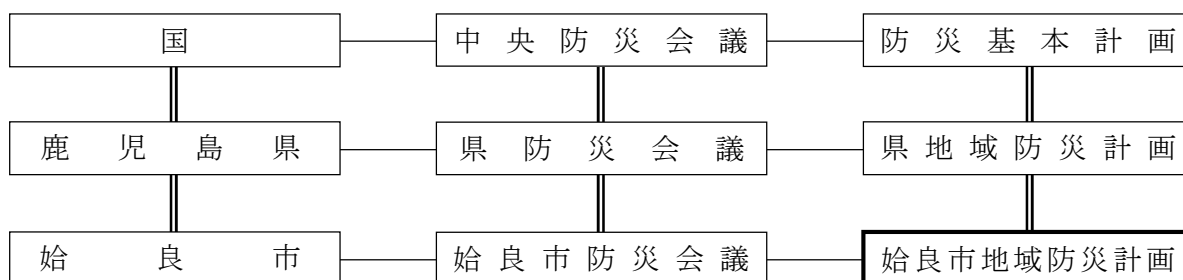 国 中央防災会議 防災基本計画
鹿児島県 県防災会議 県地域防災計画
姶良市 姶良市防災会議 姶良市地域防災計画